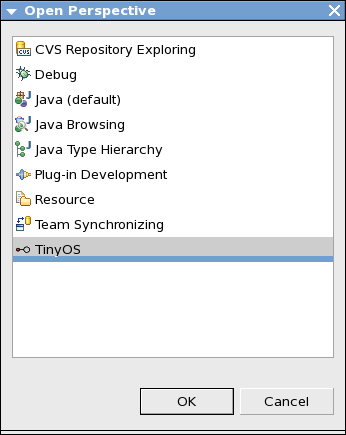 Open Perspective
CVS Repository Exploring
Debug
Java (default)
Java Browsing
Java Type Hierarchy
Plug-in Development
Resource
Team Synchronizing
TinyOS
OK
Cancel